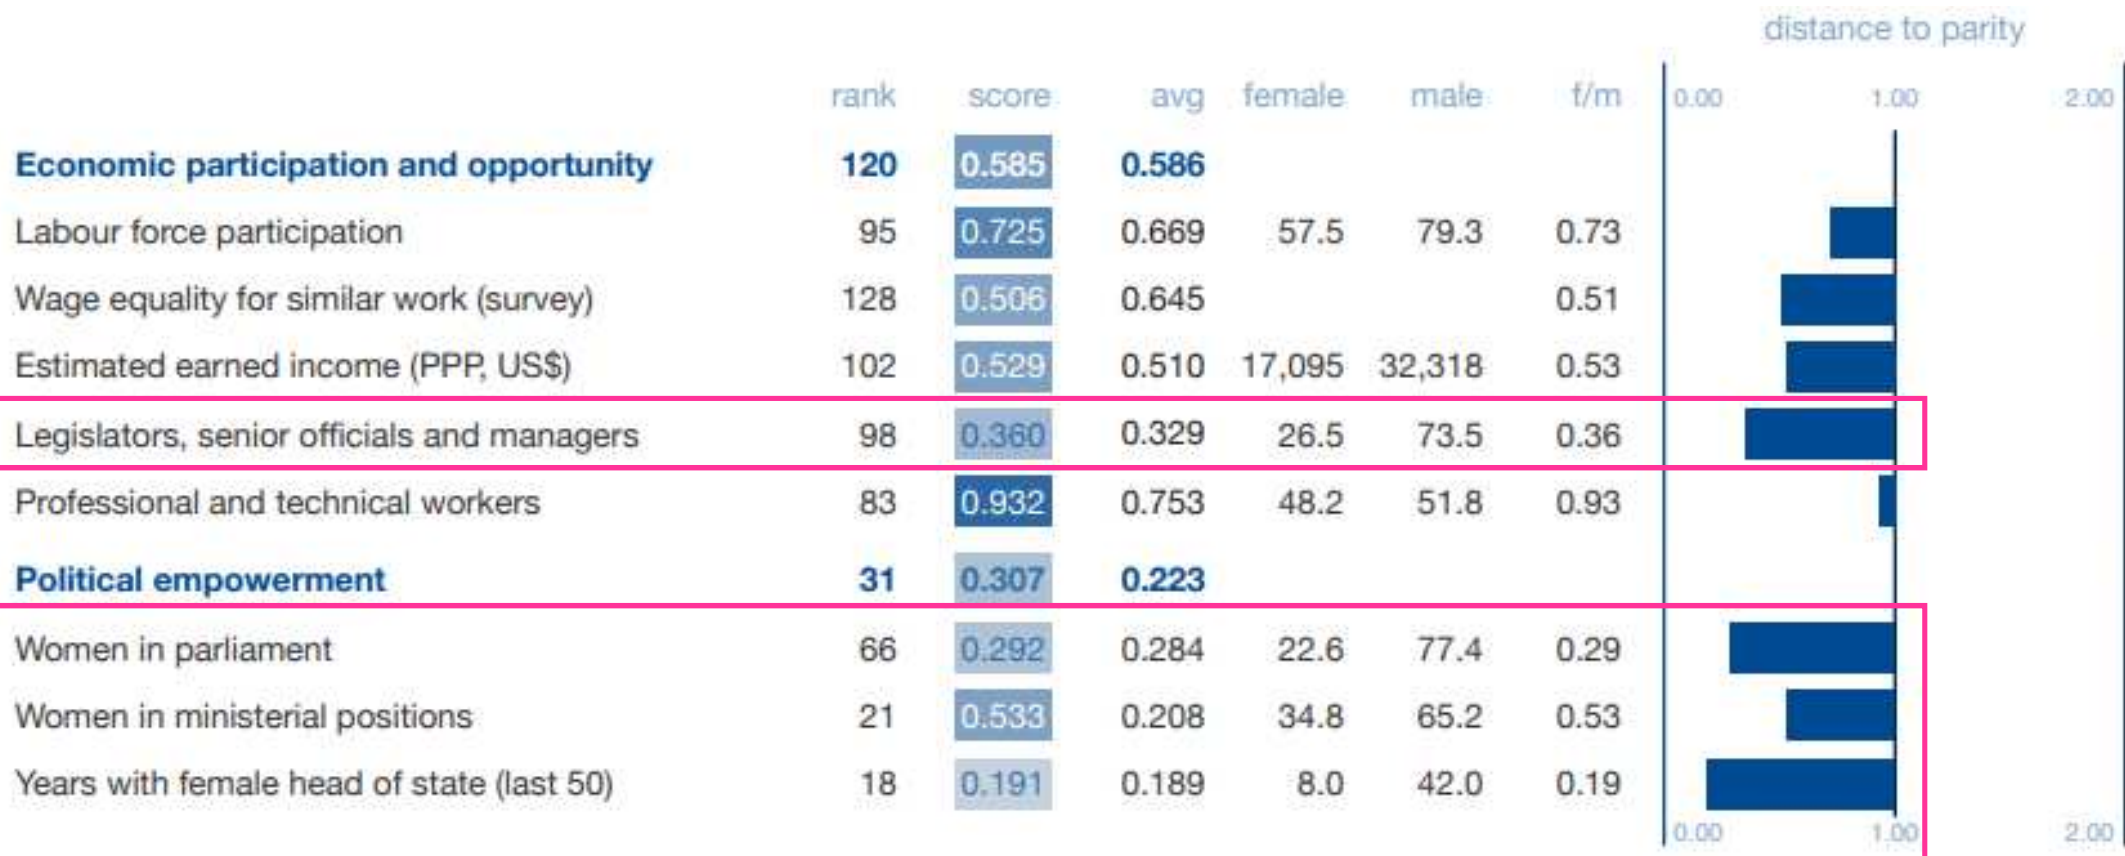 distance to parity
rank score avg female male f/m 0.00 1.00 2.00
Economic participation and opportunity 120 0.585 0.586
Labour force participation 95 0.725 0.669 57.5 79.3 0.73
Wage equality for similar work (survey) 128 0.506 0.645 0.51
Estimated earned income (PPP, US$) 102 0.529 0.510 17,095 32,318 0.53
Legislators, senior officials and managers 98 0.360 0.329 26.5 73.5 0.36
Professional and technical workers 83 0.932 0.753 48.2 51.8 0.93
Political empowerment 31 0.307 0.223
Women in parliament 66 0.292 0.284 22.6 77.4 0.29
Women in ministerial positions 21 0.533 0.208 34.8 65.2 0.53
Years with female head of state (last 50) 18 0.191 0.189 8.0 42.0 0.19
0.00 1.00 2.00